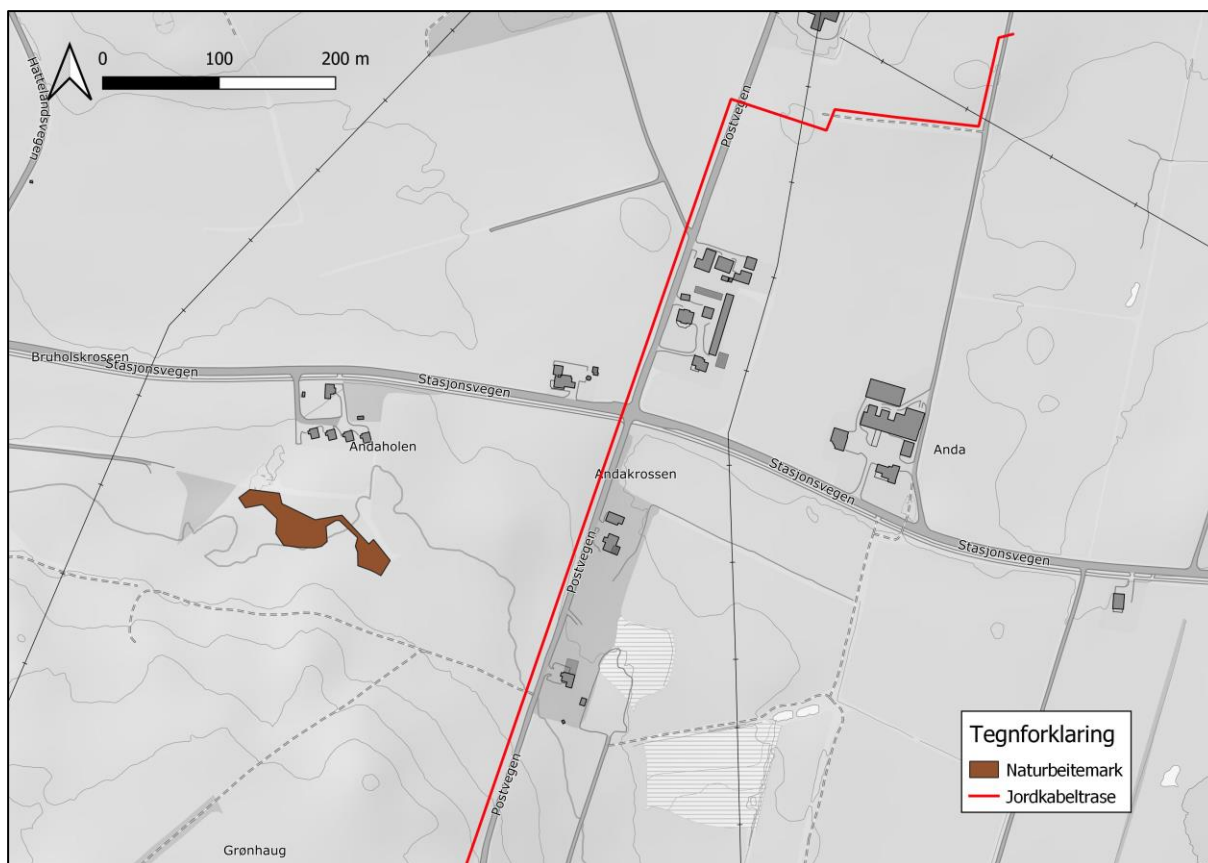 0 100 200 m
Hattelandsvegen
Postvegen
Bruholskrossen
Stasjonsvegen
Stasjonsvegen
Andaholen
Andakrossen
Stasjonsvegen
Anda
Stasjonsvegen
Postvegen
Postvegen
Grønhaug
Tegnforklaring
Naturbeitemark
Jordkabeltrase